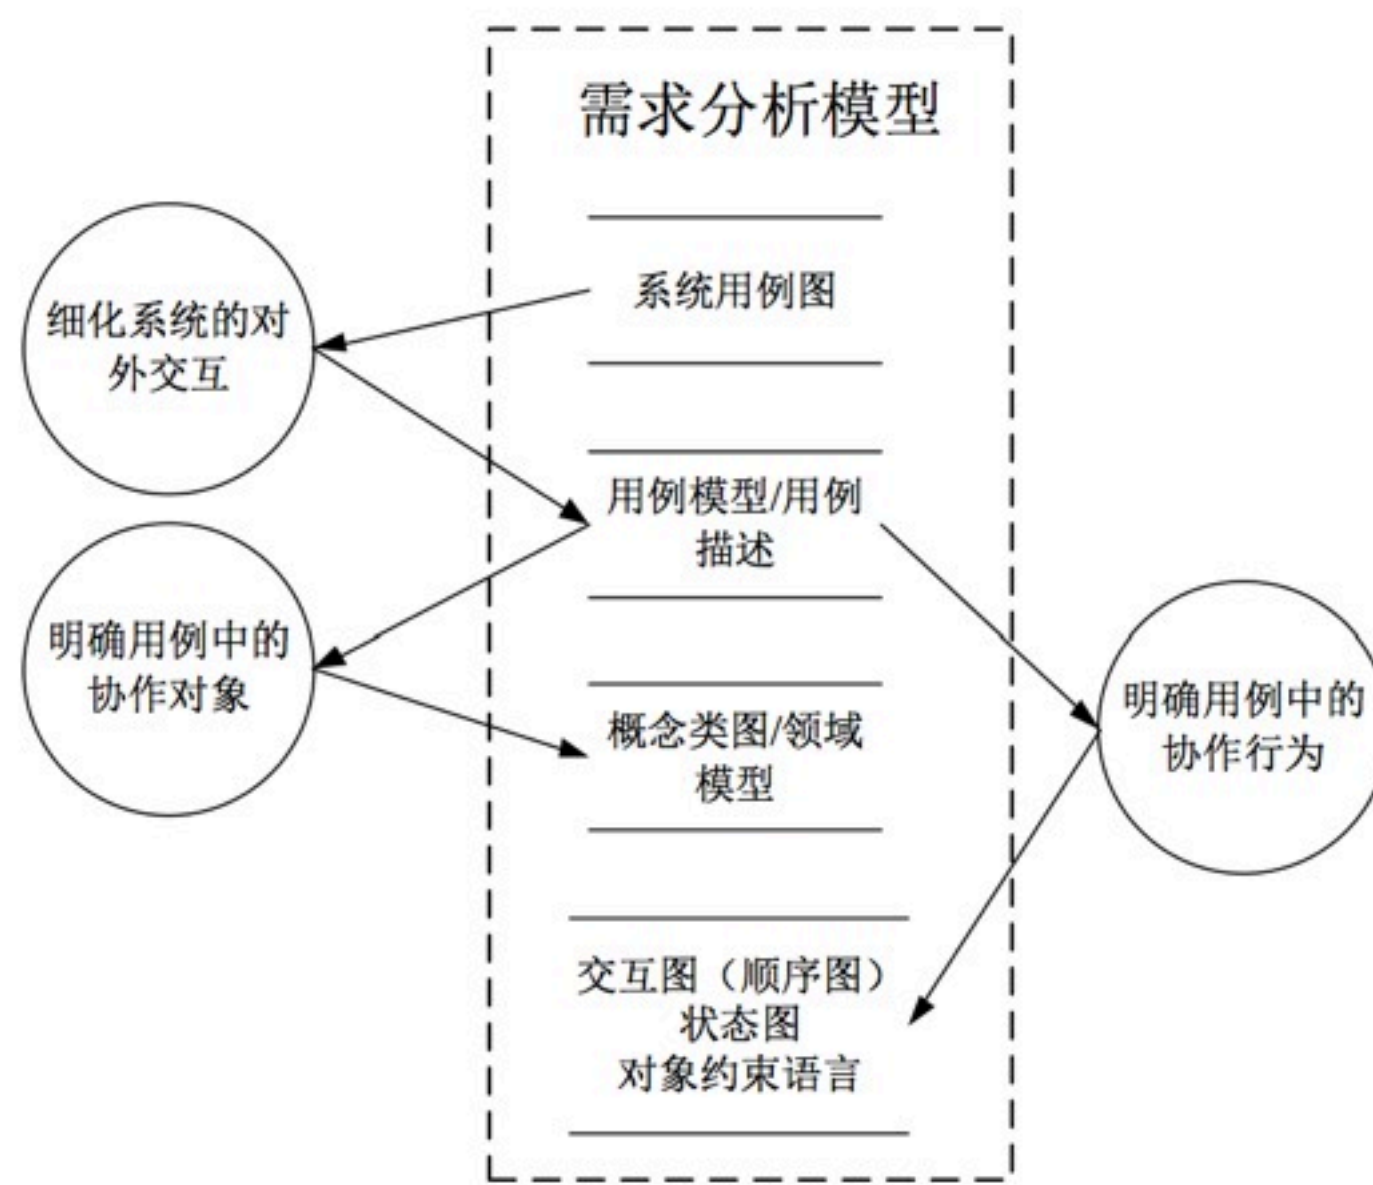 需求分析模型
系统用例图
细化系统的对
外交互
用例模型/用例
描述
明确用例中的
协作对象
概念类图/领域
模型
明确用例中的
协作行为
交互图（顺序图）
状态图
对象约束语言